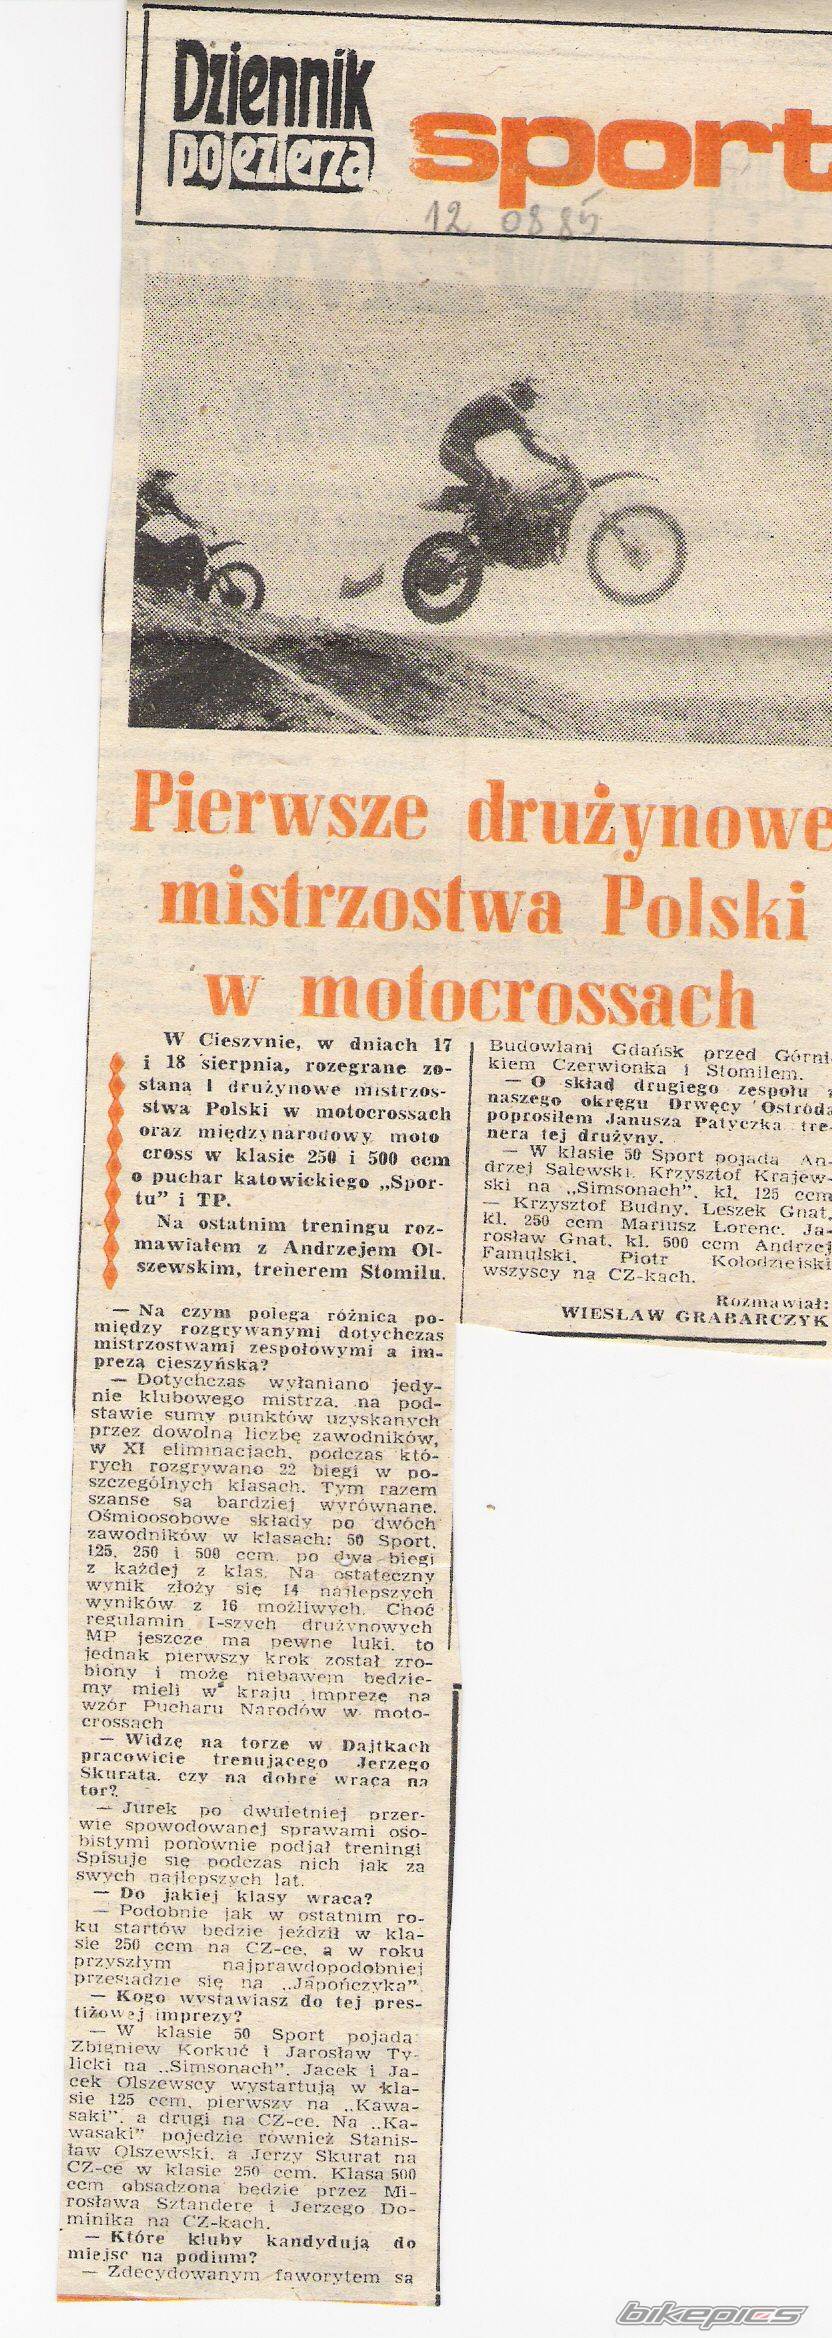 Dziennik
pojezierza
sport
12 08 85
Pierwsze drużynowe
mistrzostwa Polski
w motocrossach
W Cieszynie, w dniach 17
i 18 sierpnia, rozegrane zo-
staną I drużynowe mistrzos-
stwa Polski w motocrossach
oraz międzynarodowy moto
cross w klasie 250 i 500 ccm
o puchar katowickiego „Spor-
tu” i TP.
Na ostatnim treningu roz-
mawiałem z Andrzejem Ol-
szewskim, trenerem Stomilu.
— Na czym polega różnica po-
między rozgrywanymi dotychczas
mistrzostwami zespołowymi a im-
prezą cieszyńską?
— Dotychczas wyłaniano jedy-
nie klubowego mistrza, na pod-
stawie sumy punktów uzyskanych
przez dowolną liczbę zawodników,
w XI eliminacjach, podczas któ-
rych rozgrywano 22 biegi w po-
szczególnych klasach. Tym razem
szanse są bardziej wyrównane.
Ośmioosobowe składy po dwóch
zawodników w klasach: 50 Sport,
125, 250 i 500 ccm, po dwa biegi
z każdej z klas. Na ostateczny
wynik złoży się 14 najlepszych
wyników z 16 możliwych. Choć
regulamin I-szych drużynowych
MP jeszcze ma pewne luki, to
jednak pierwszy krok został zro-
biony i może niebawem będzie-
my mieli w kraju imprezę na
wzór Pucharu Narodów w moto-
crossach
— Widzę na torze w Dajtkach
pracowicie trenującego Jerzego
Skurata, czy na dobre wraca na
tor?
— Jurek po dwuletniej przer-
wie spowodowanej sprawami oso-
bistymi ponownie podjął treningi
Spisuje się podczas nich jak za
swych najlepszych lat.
— Do jakiej klasy wraca?
— Podobnie jak w ostatnim ro-
ku startów będzie jeździł w kla-
sie 250 ccm na CZ-ce, a w roku
przyszłym najprawdopodobniej
przesiądzie się na „Japończyka”.
— Kogo wystawiasz do tej pres-
tiżowej imprezy?
— W klasie 50 Sport pojadą
Zbigniew Korkuć i Jarosław Ty-
licki na „Simsonach”. Jacek i Ja-
cek Olszewscy wystartują w kla-
sie 125 ccm, pierwszy na „Kawa-
saki”, a drugi na CZ-ce. Na „Ka-
wasaki” pojedzie również Stanis-
ław Olszewski, a Jerzy Skurat na
CZ-ce w klasie 250 ccm. Klasa 500
ccm obsadzona będzie przez Mi-
rosława Sztandere i Jerzego Do-
minika na CZ-kach.
— Które kluby kandydują do
miejsc na podium?
— Zdecydowanym faworytem są
Budowlani Gdańsk przed Górni-
kiem Czerwionka i Stomilem.
— O skład drugiego zespołu z
naszego okręgu Drwęcy Ostróda
poprosiłem Janusza Patyczka tre-
nera tej drużyny.
— W klasie 50 Sport pojadą An-
drzej Salewski, Krzysztof Krajew-
ski na „Simsonach”, kl. 125 ccm
— Krzysztof Budny, Leszek Gnat,
kl. 250 ccm Mariusz Lorenc, Ja-
rosław Gnat, kl. 500 ccm Andrzej
Famulski, Piotr Kołodziejski
wszyscy na CZ-kach.
Rozmawiał:
WIESŁAW GRABARCZYK
bikepics